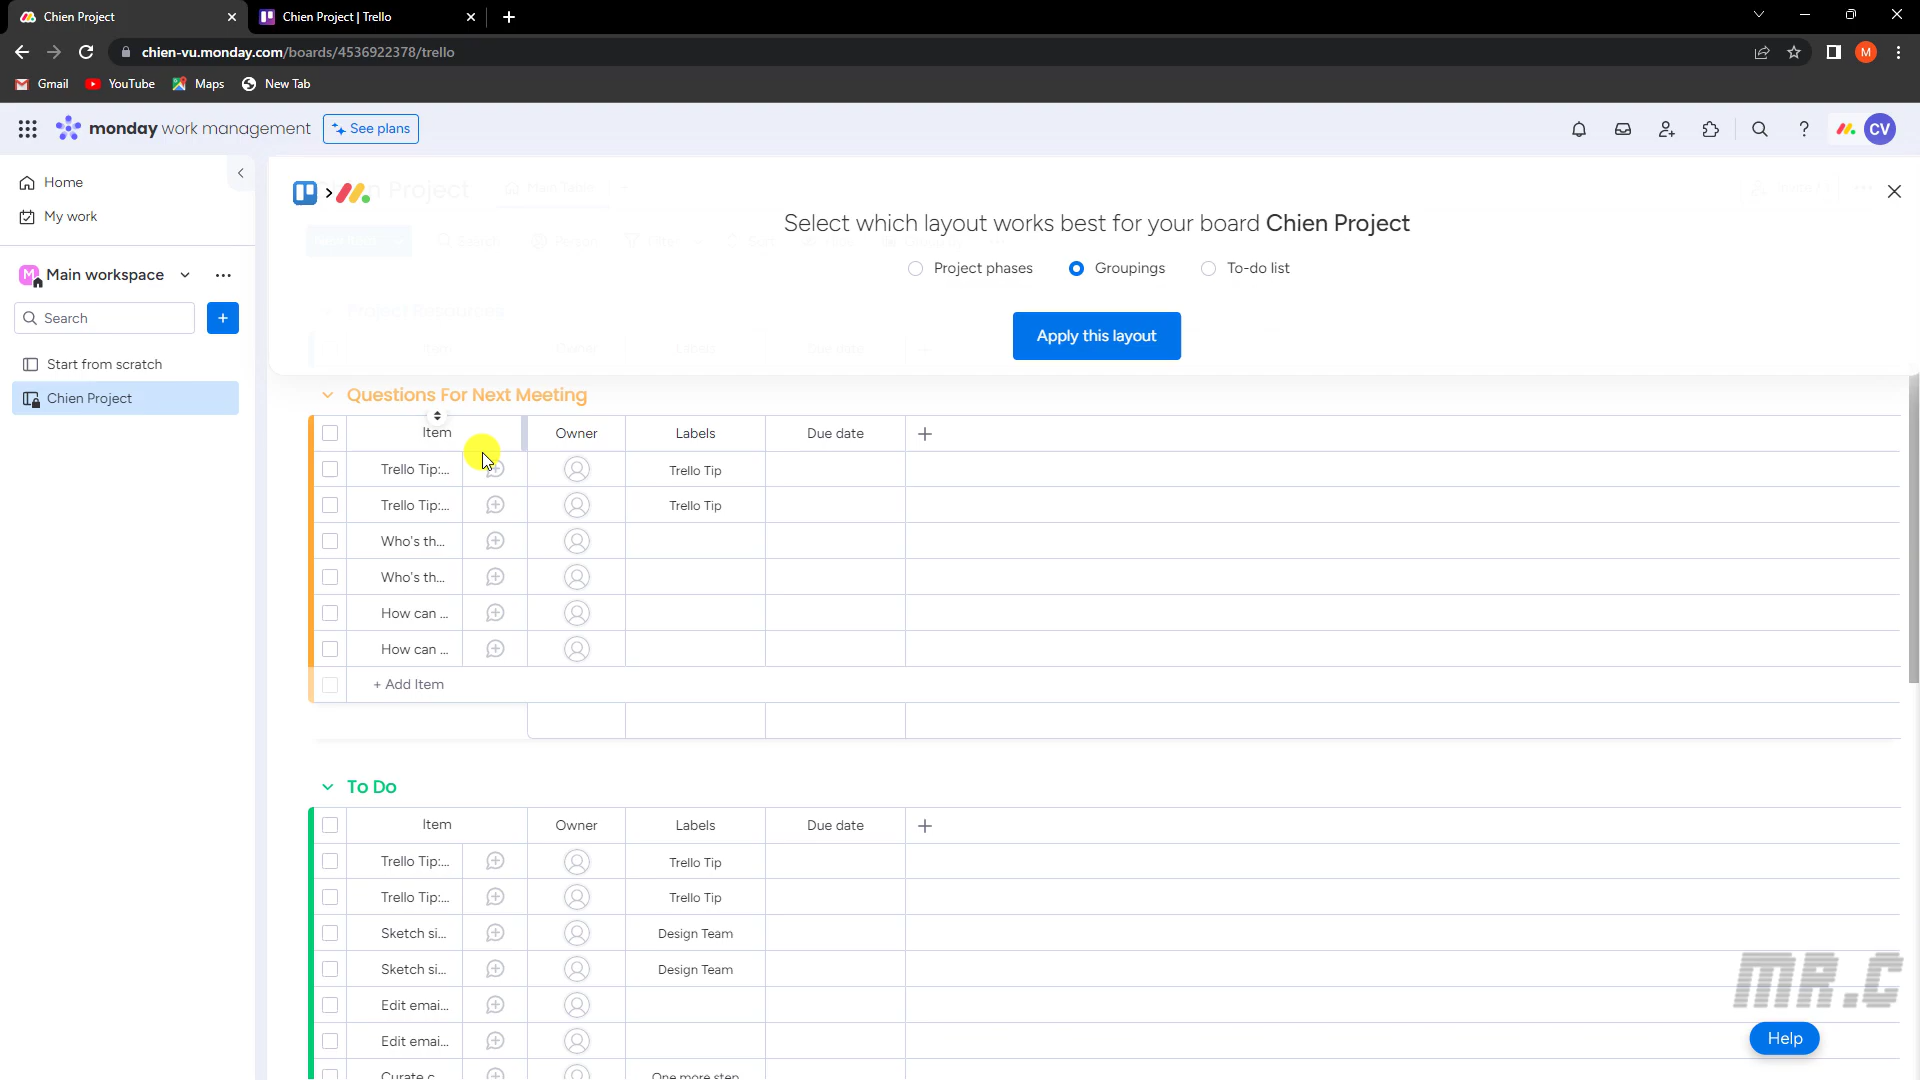 Chien Project
Chien Project | Trello
chien-vu.monday.com/boards/4536922378/trello
M
Gmail
YouTube
Maps
New Tab
monday work management
See plans
CV
Home
My work
M
Main workspace
Search
Start from scratch
Chien Project
Project
Main Table
Select which layout works best for your board Chien Project
Project phases
Groupings
To-do list
Project Resources
Apply this layout
Questions For Next Meeting
Item Owner Labels Due date
Trello Tip:... Trello Tip
Trello Tip:... Trello Tip
Who's th...
Who's th...
How can ...
How can ...
+ Add Item
To Do
Item Owner Labels Due date
Trello Tip:... Trello Tip
Trello Tip:... Trello Tip
Sketch si... Design Team
Sketch si... Design Team
Edit emai...
Edit emai...
Curate c... One more step
MR.C
Help